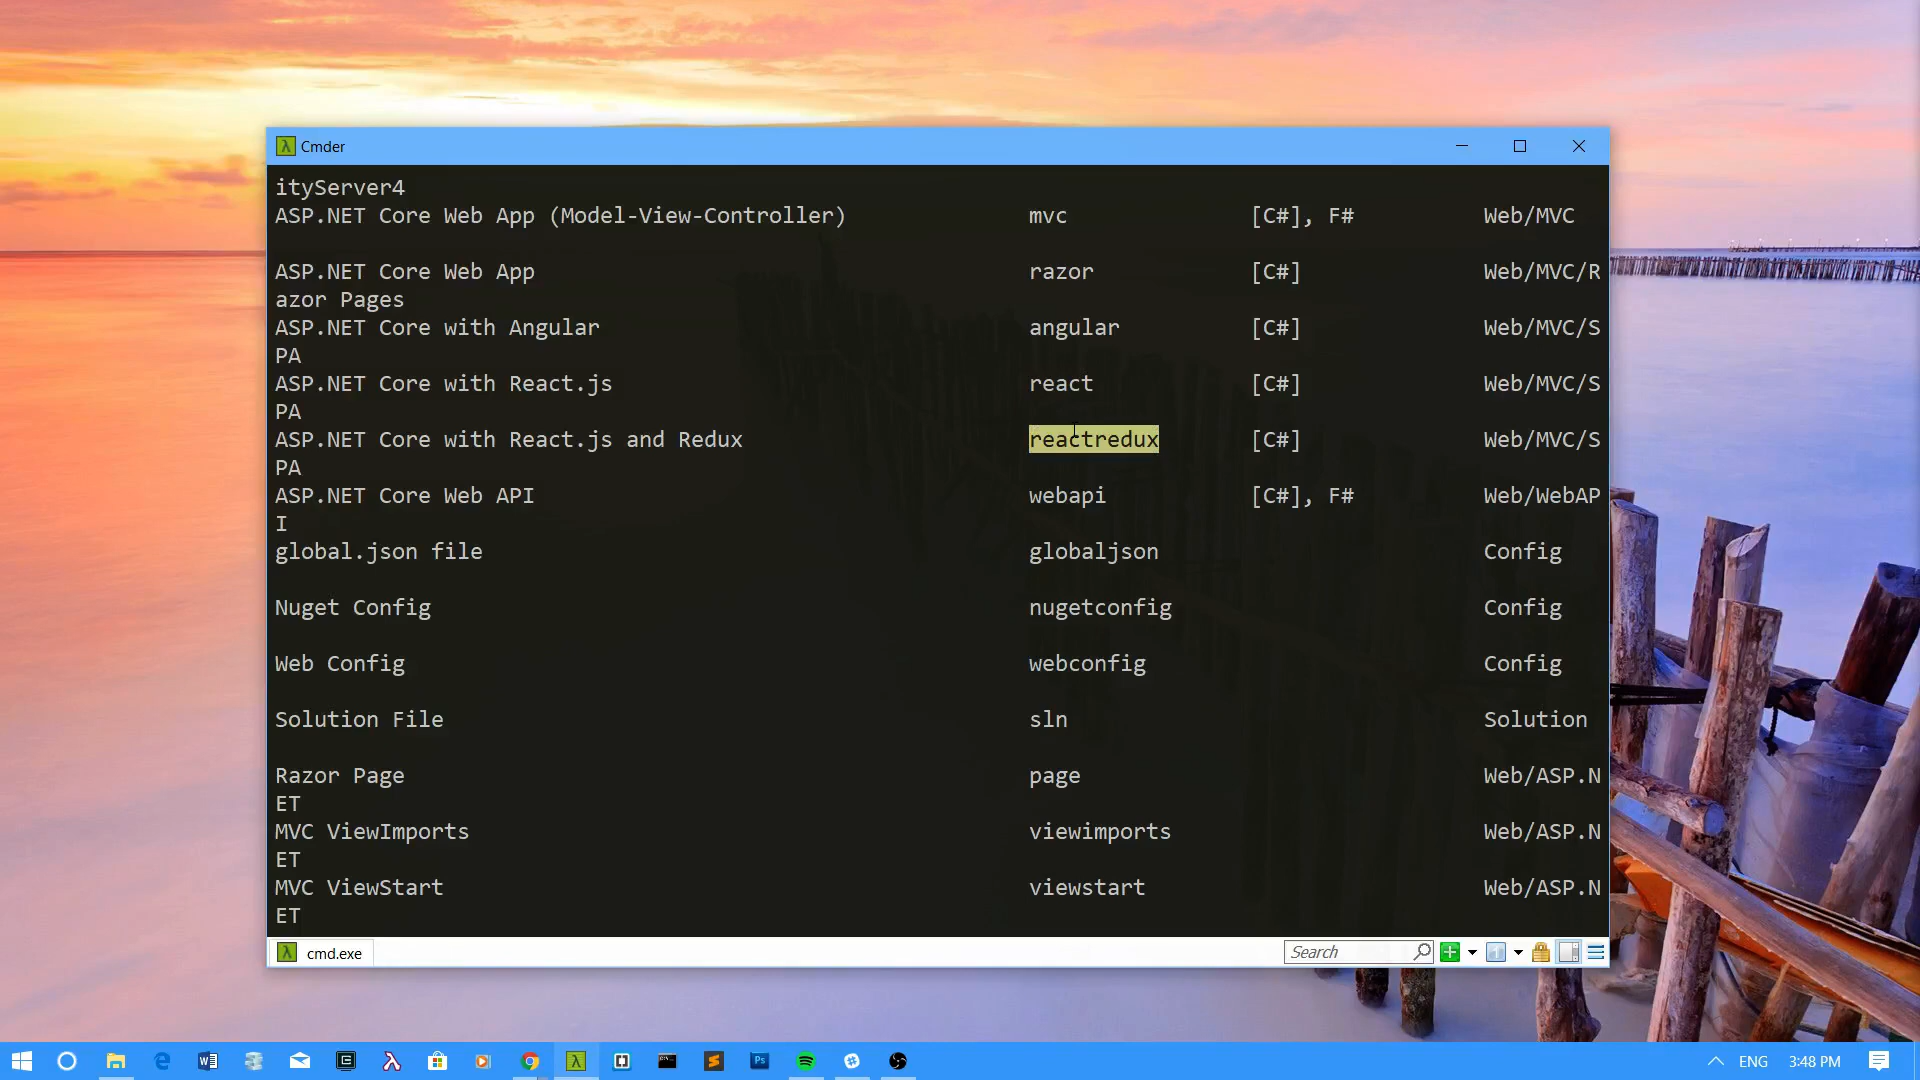 Cmder
ityServer4
ASP.NET Core Web App (Model-View-Controller) mvc [C#], F# Web/MVC
ASP.NET Core Web App razor [C#] Web/MVC/R
azor Pages
ASP.NET Core with Angular angular [C#] Web/MVC/S
PA
ASP.NET Core with React.js react [C#] Web/MVC/S
PA
ASP.NET Core with React.js and Redux reactredux [C#] Web/MVC/S
PA
ASP.NET Core Web API webapi [C#], F# Web/WebAP
I
global.json file globaljson Config
Nuget Config nugetconfig Config
Web Config webconfig Config
Solution File sln Solution
Razor Page page Web/ASP.N
ET
MVC ViewImports viewimports Web/ASP.N
ET
MVC ViewStart viewstart Web/ASP.N
ET
cmd.exe Search
ENG 3:48 PM